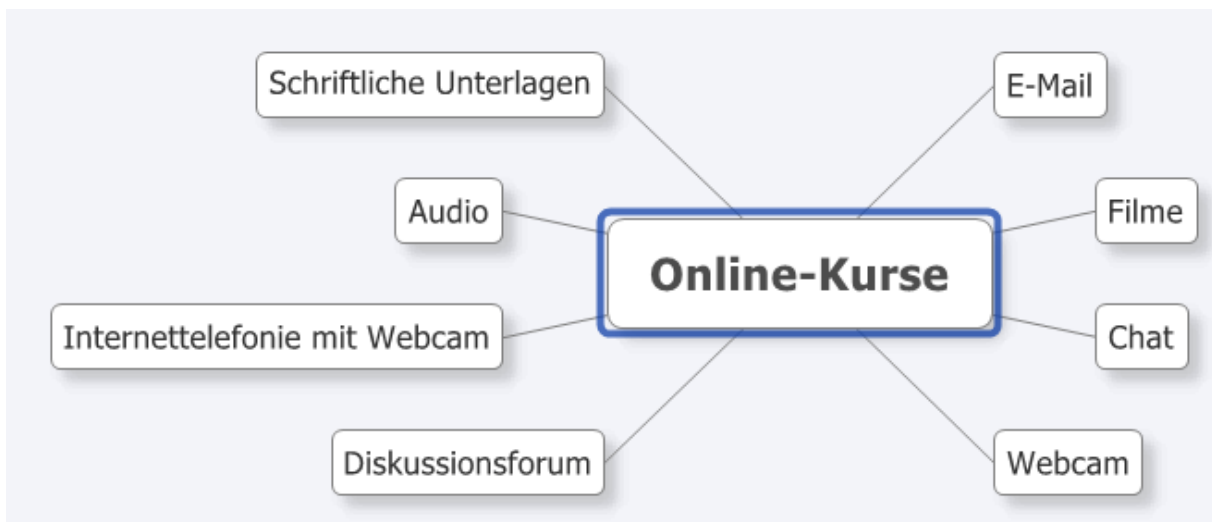 Schriftliche Unterlagen
E-Mail
Audio
Filme
Online-Kurse
Internettelefonie mit Webcam
Chat
Diskussionsforum
Webcam